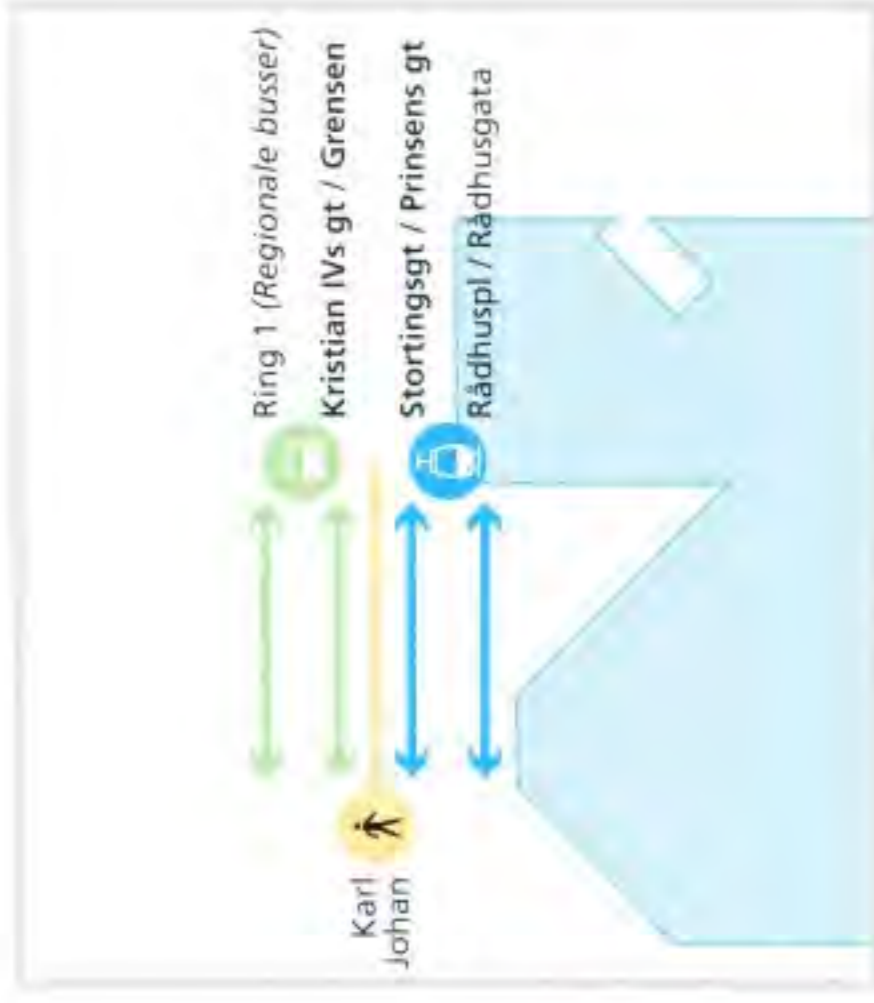 Ring 1 (Regionale busser)
Kristian IVs gt / Grensen
Stortingsgt / Prinsens gt
Rådhuspl / Rådhusgata
Karl
Johan